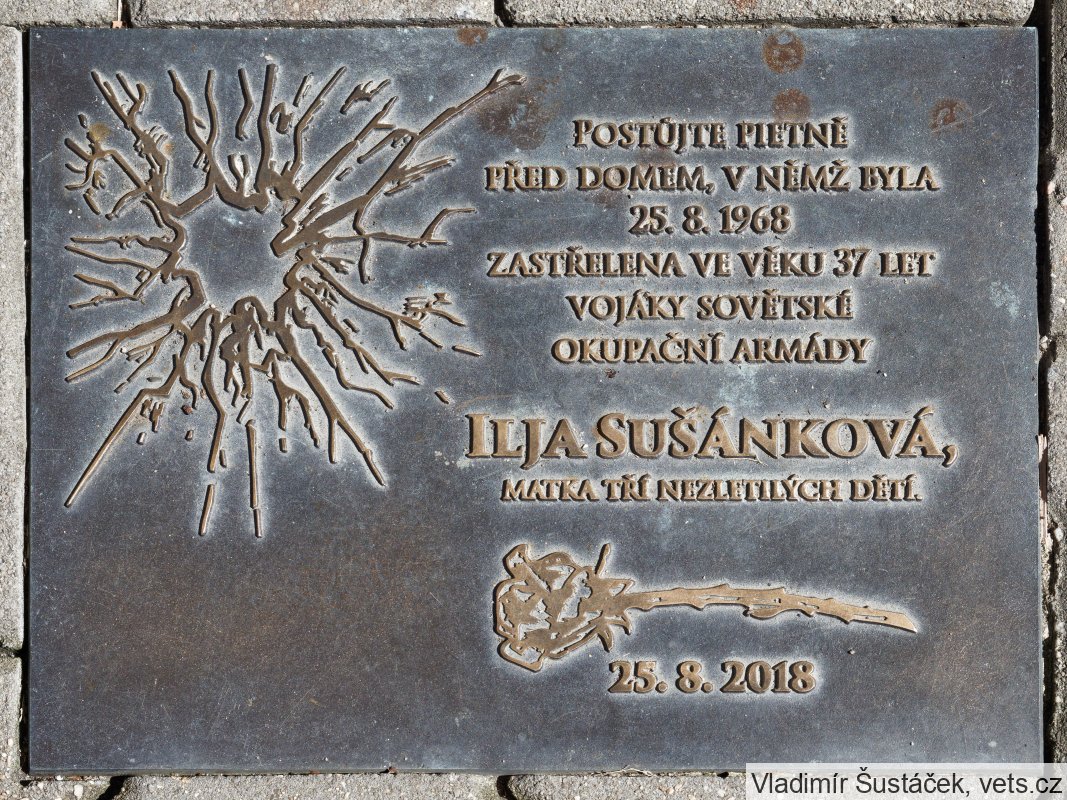 Postůjte pietně
před domem, v němž byla
25. 8. 1968
zastřelena ve věku 37 let
vojáky sovětské
okupační armády
Ilja Sušánková,
matka tří nezletilých dětí.
25. 8. 2018
Vladimír Šustáček, vets.cz